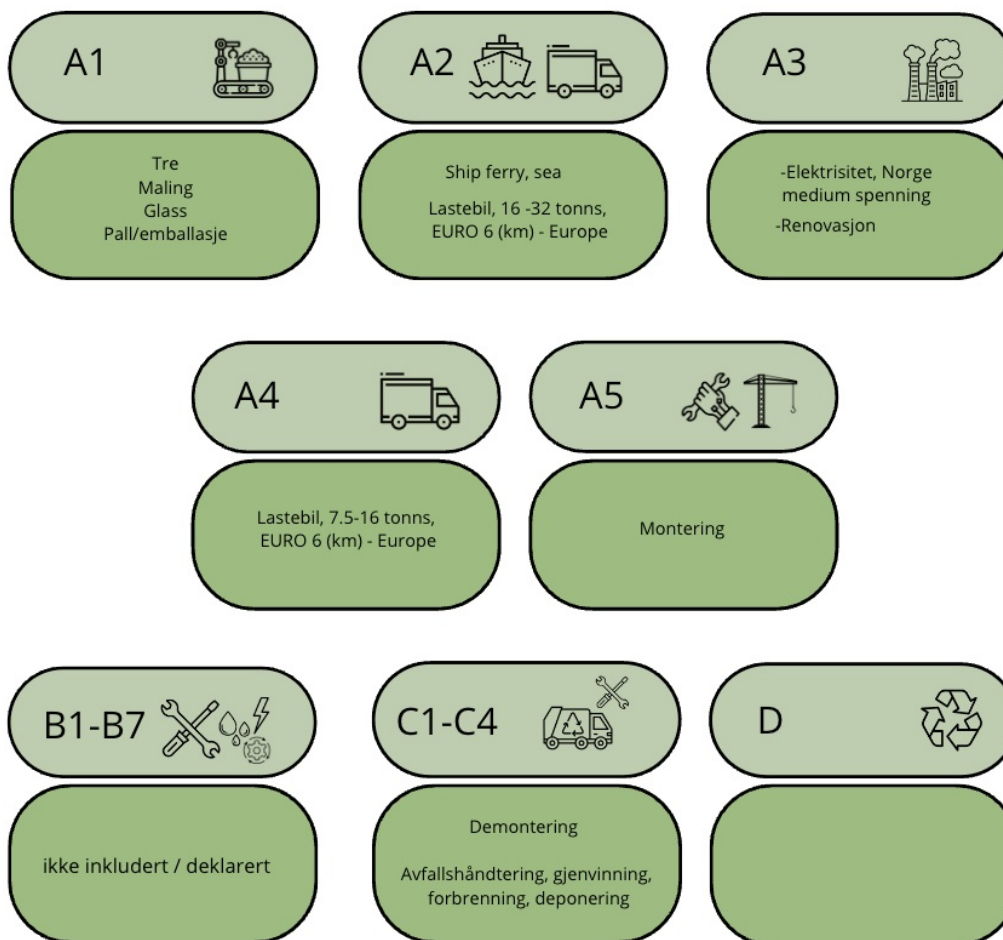 A1
A2
A3
Tre
Maling
Glass
Pall/emballasje
Ship ferry, sea
Lastebil, 16 -32 tonns,
EURO 6 (km) - Europe
-Elektrisitet, Norge
medium spenning
-Renovasjon
A4
A5
Lastebil, 7.5-16 tonns,
EURO 6 (km) - Europe
Montering
B1-B7
C1-C4
D
ikke inkludert / deklarert
Demontering
Avfallshåndtering, gjenvinning,
forbrenning, deponering